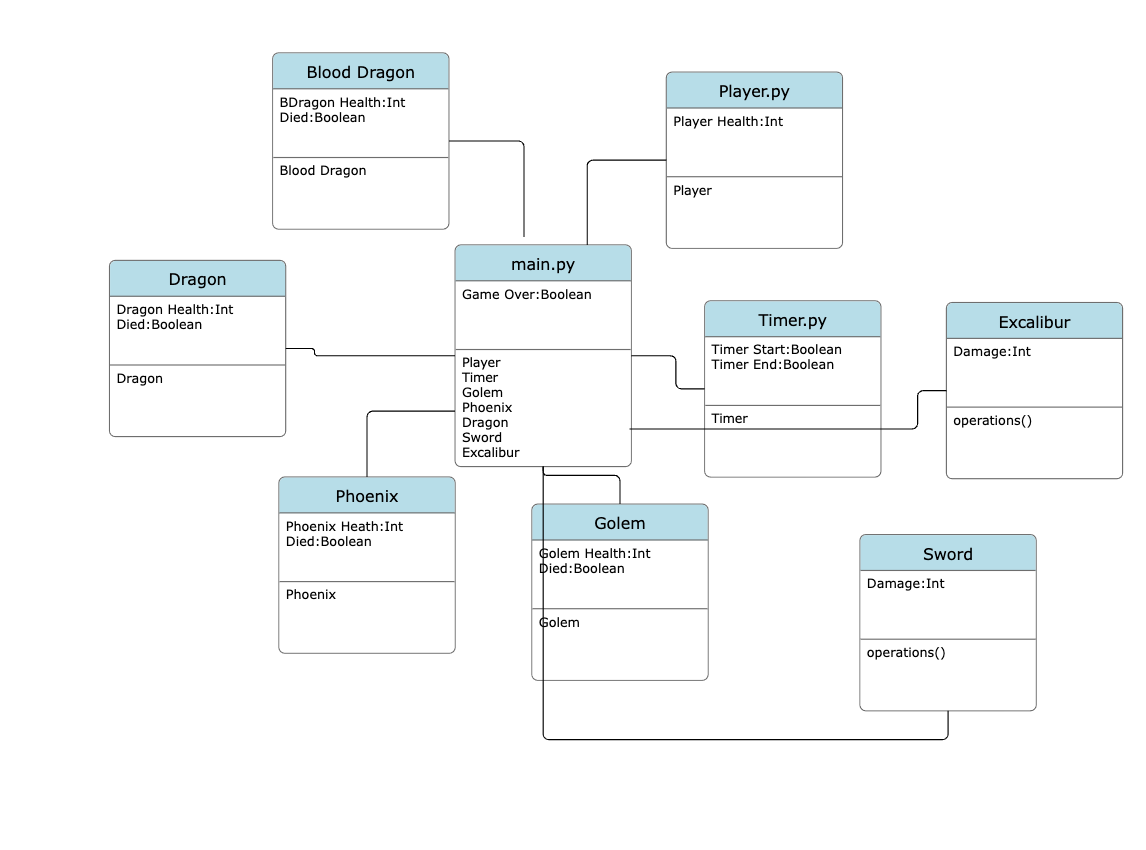 Blood Dragon
BDragon Health:Int
Died:Boolean
Blood Dragon
Player.py
Player Health:Int
Player
Dragon
Dragon Health:Int
Died:Boolean
Dragon
main.py
Game Over:Boolean
Player
Timer
Golem
Phoenix
Dragon
Sword
Excalibur
Timer.py
Timer Start:Boolean
Timer End:Boolean
Timer
Excalibur
Damage:Int
operations()
Phoenix
Phoenix Heath:Int
Died:Boolean
Phoenix
Golem
Golem Health:Int
Died:Boolean
Golem
Sword
Damage:Int
operations()